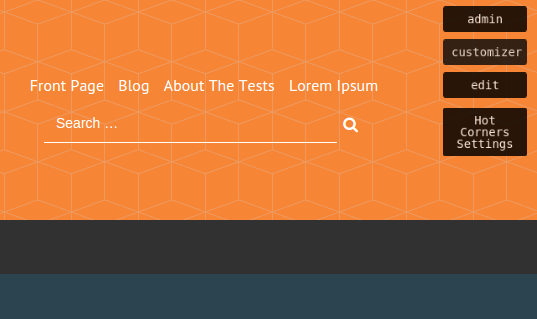 admin
customizer
edit
Hot
Corners
Settings
Front Page Blog About The Tests Lorem Ipsum
Search …